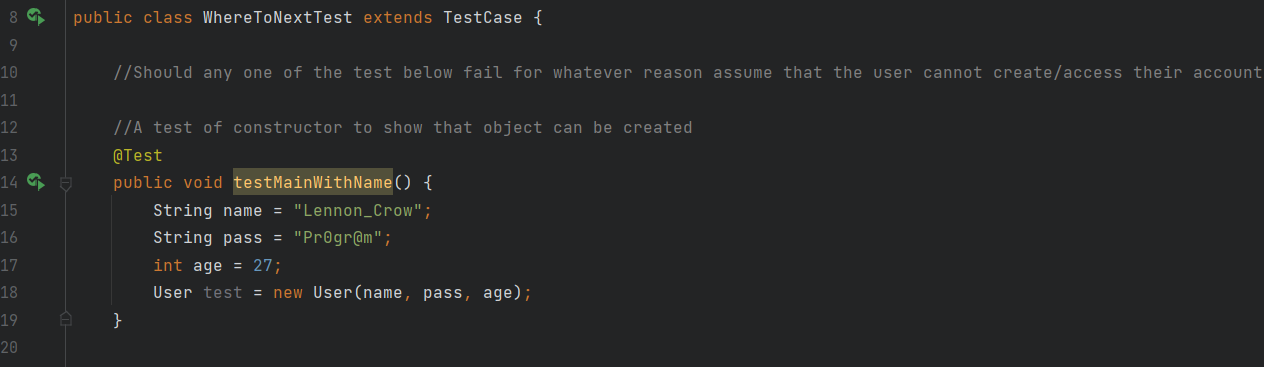 8 public class WhereToNextTest extends TestCase {
9
10 //Should any one of the test below fail for whatever reason assume that the user cannot create/access their account
11
12 //A test of constructor to show that object can be created
13 @Test
14 public void testMainWithName() {
15 String name = "Lennon_Crow";
16 String pass = "Pr0gr@m";
17 int age = 27;
18 User test = new User(name, pass, age);
19 }
20